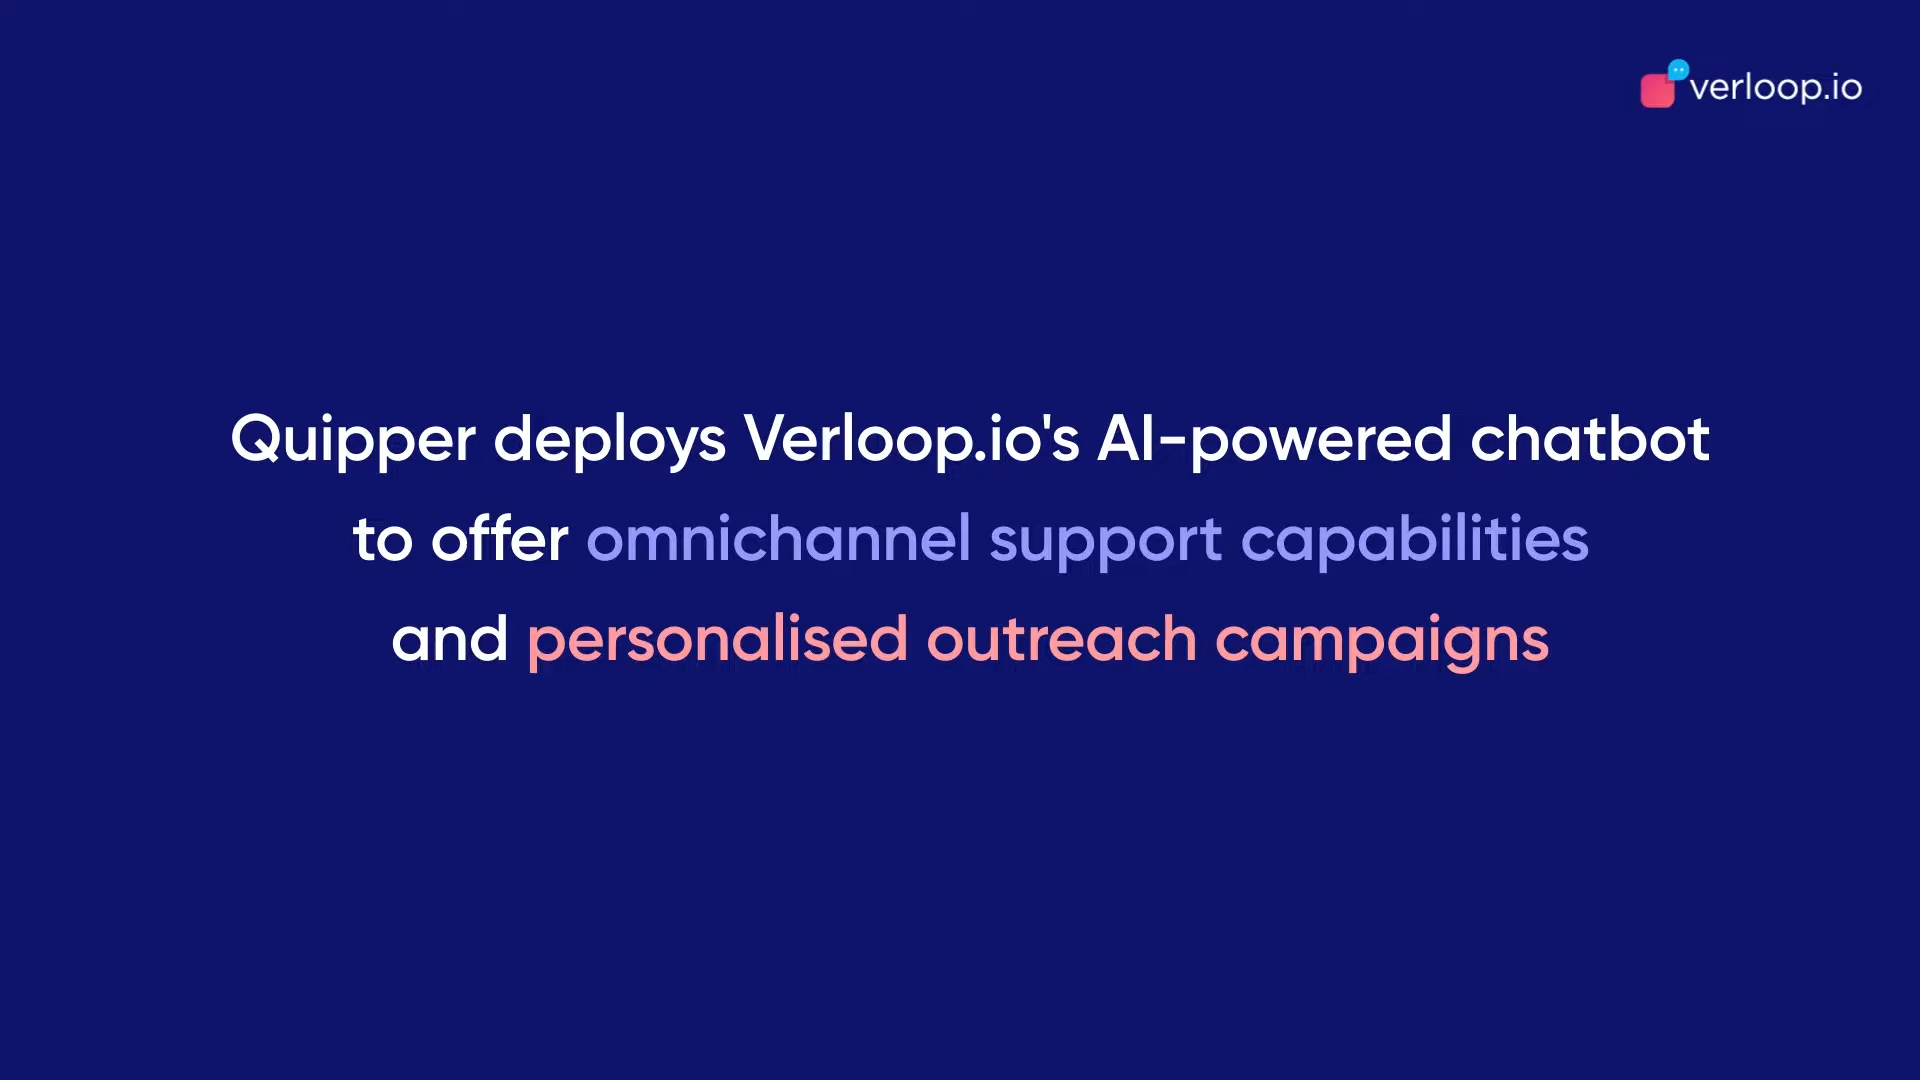 verloop.io
Quipper deploys Verloop.io's AI-powered chatbot
to offer omnichannel support capabilities
and personalised outreach campaigns